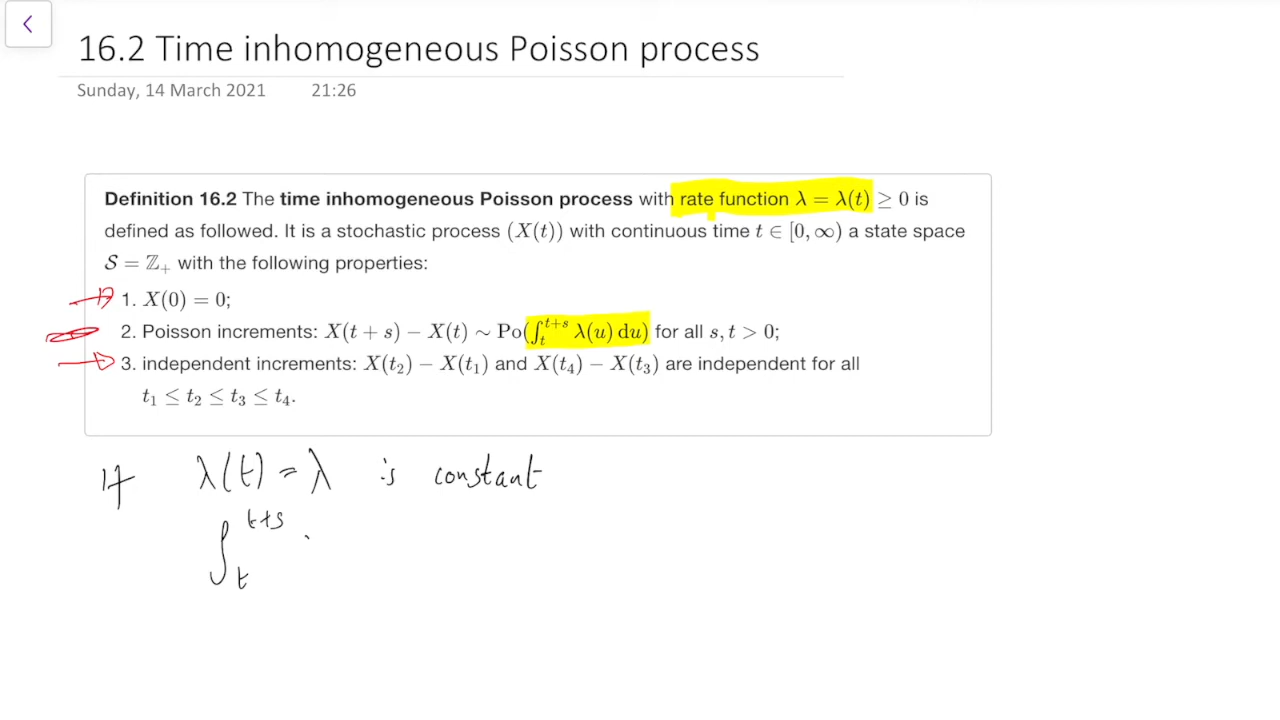 16.2 Time inhomogeneous Poisson process
Sunday, 14 March 2021 21:26
Definition 16.2 The time inhomogeneous Poisson process with rate function λ = λ(t) ≥ 0 is
defined as followed. It is a stochastic process (X(t)) with continuous time t ∈ [0, ∞) a state space
𝒮 = ℤ₊ with the following properties:
1. X(0) = 0;
2. Poisson increments: X(t + s) − X(t) ∼ Po(∫ₜᵗ⁺ˢ λ(u) du) for all s, t > 0;
3. independent increments: X(t₂) − X(t₁) and X(t₄) − X(t₃) are independent for all
t₁ ≤ t₂ ≤ t₃ ≤ t₄.
If λ(t) = λ is constant
∫ₜᵗ⁺ˢ